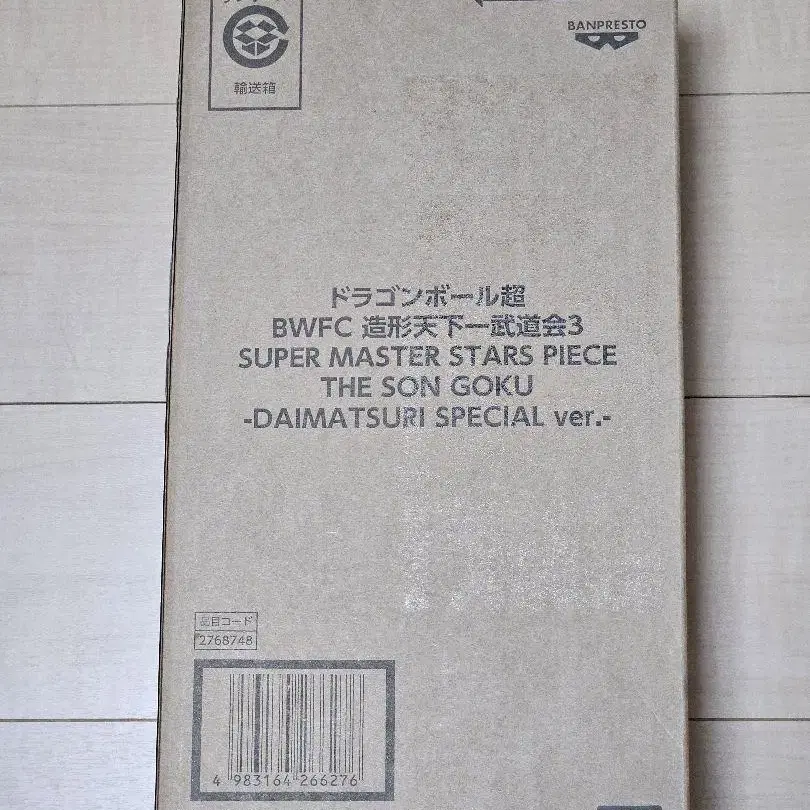 輸送箱
BANPRESTO
ドラゴンボール超
BWFC 造形天下一武道会3
SUPER MASTER STARS PIECE
THE SON GOKU
-DAIMATSURI SPECIAL ver.-
品目コード
2768748
4 983164 266276